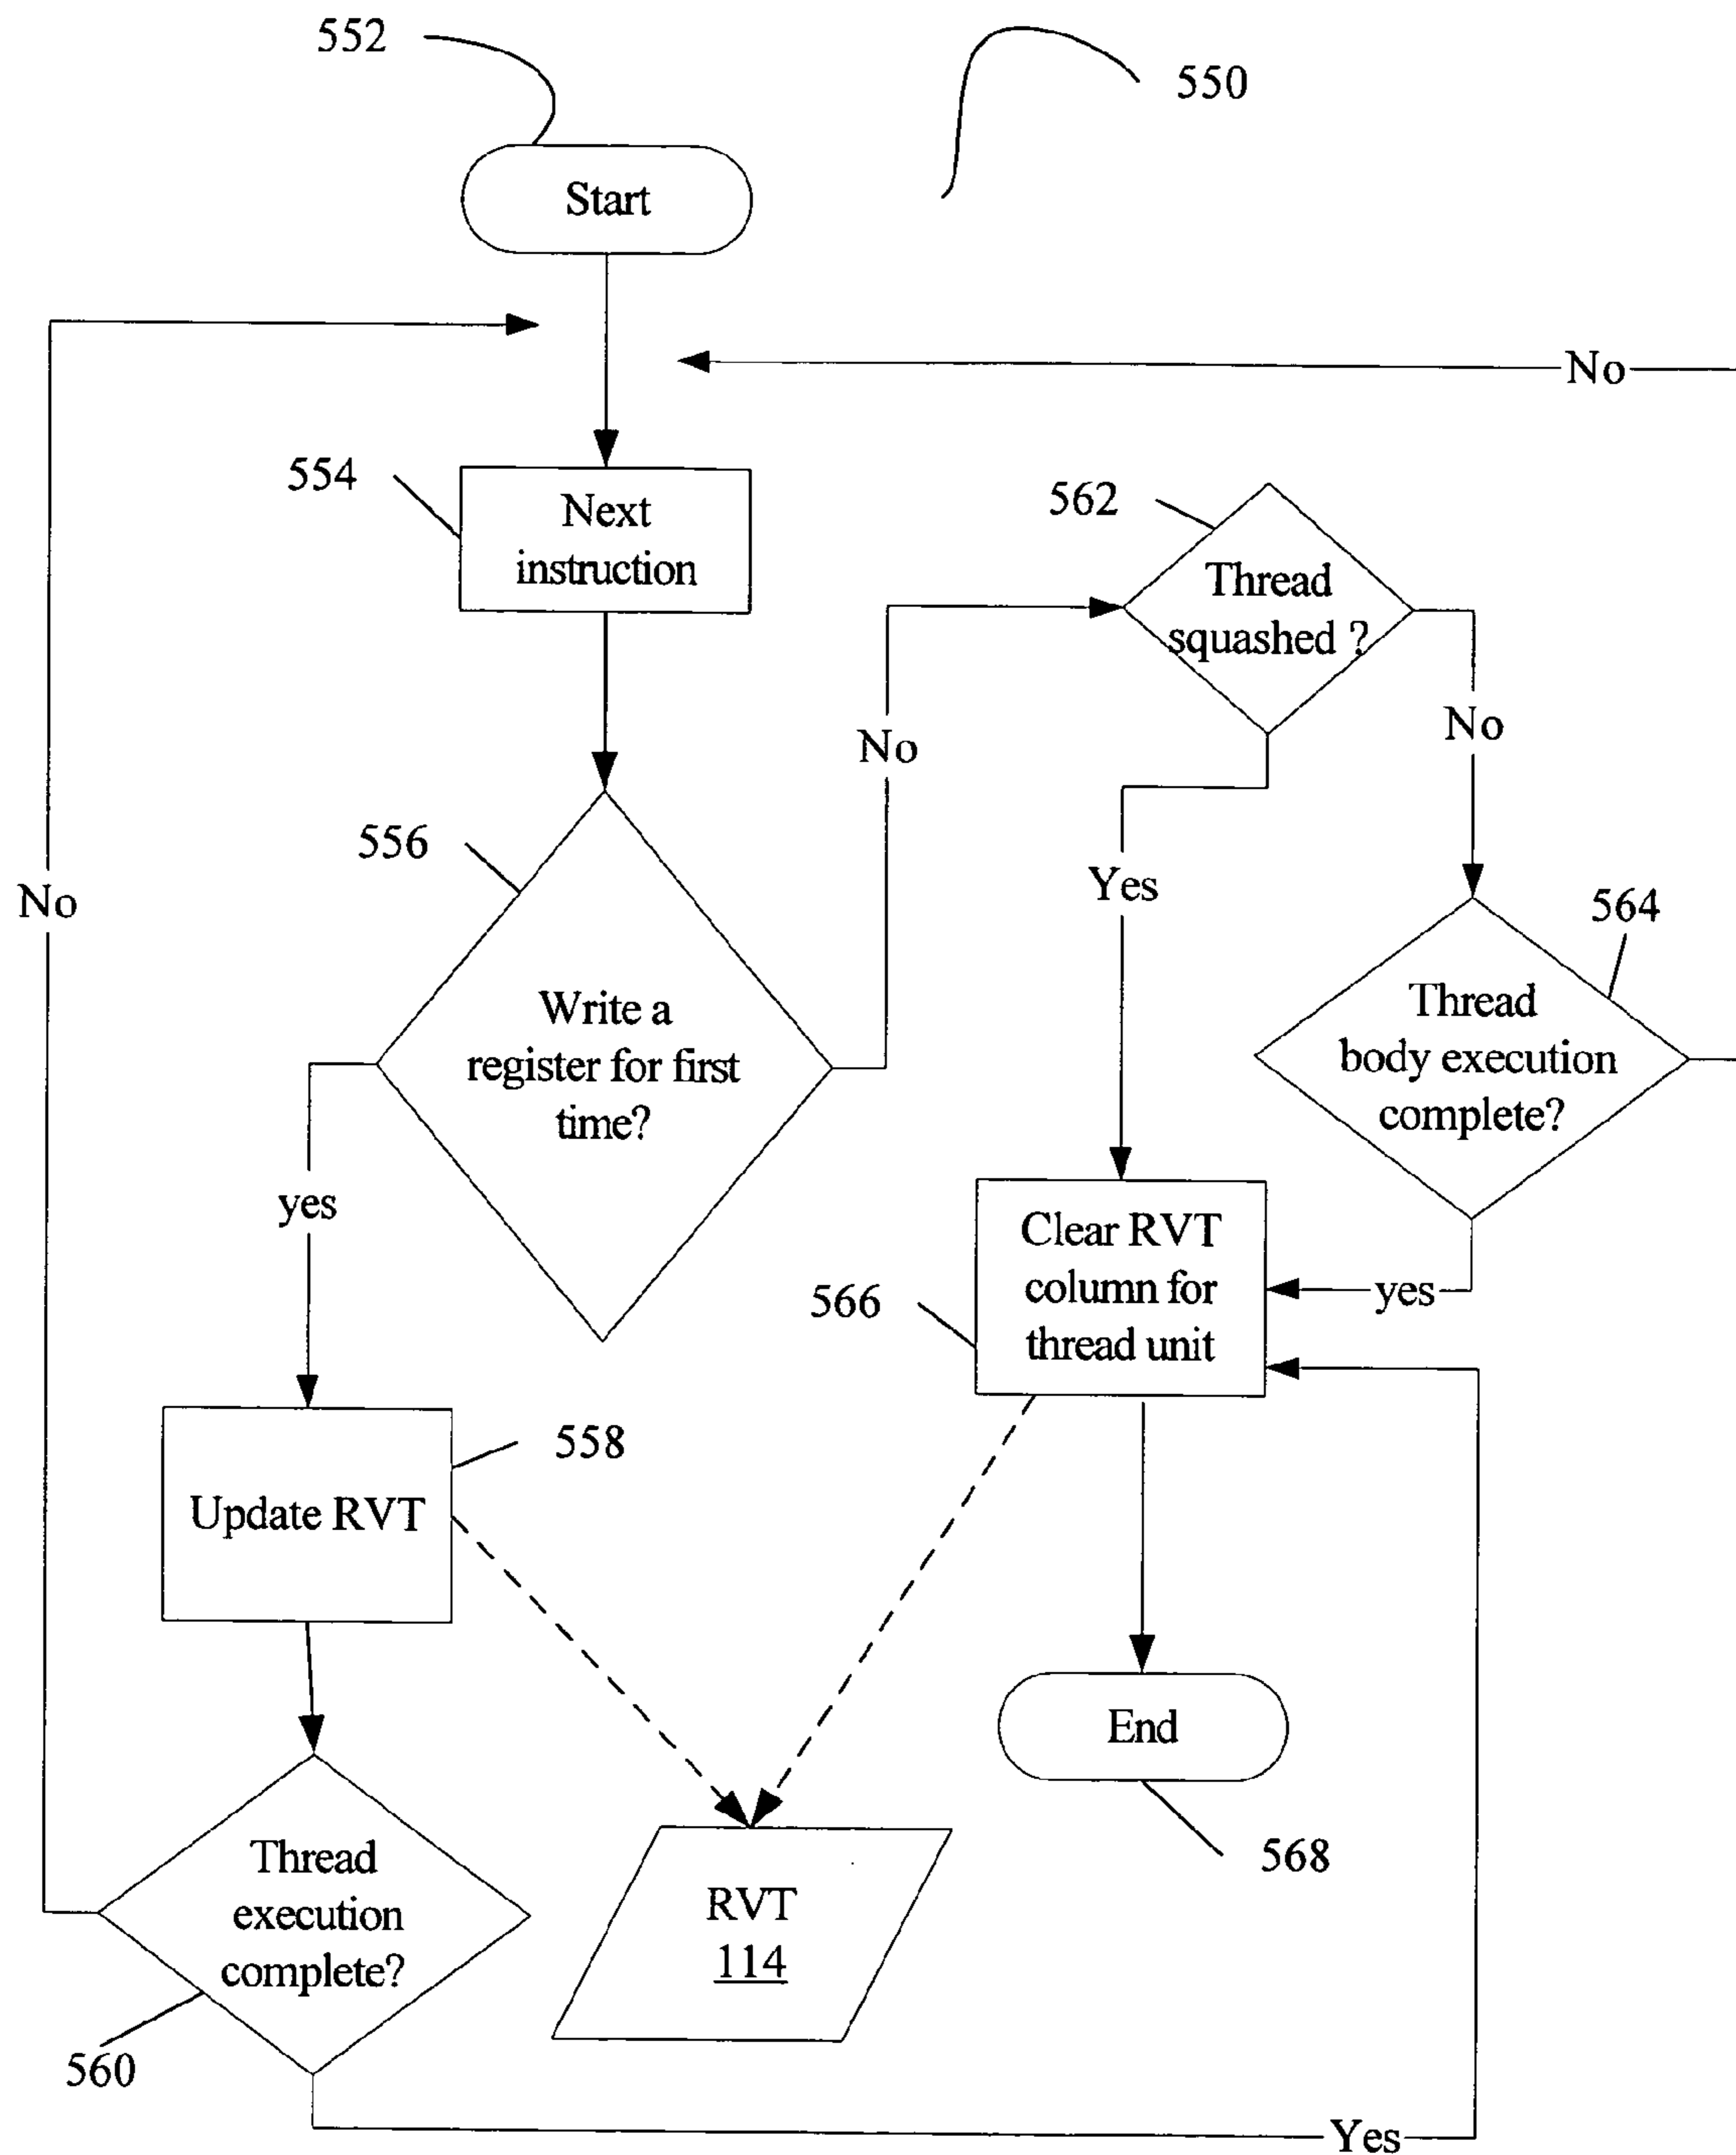 552
550
Start
No
554
Next
instruction
562
Thread
squashed ?
No
No
556
Yes
No
564
Write a
register for first
time?
Thread
body execution
complete?
yes
Clear RVT
column for
thread unit
yes
566
558
Update RVT
End
568
Thread
execution
complete?
RVT
114
560
Yes